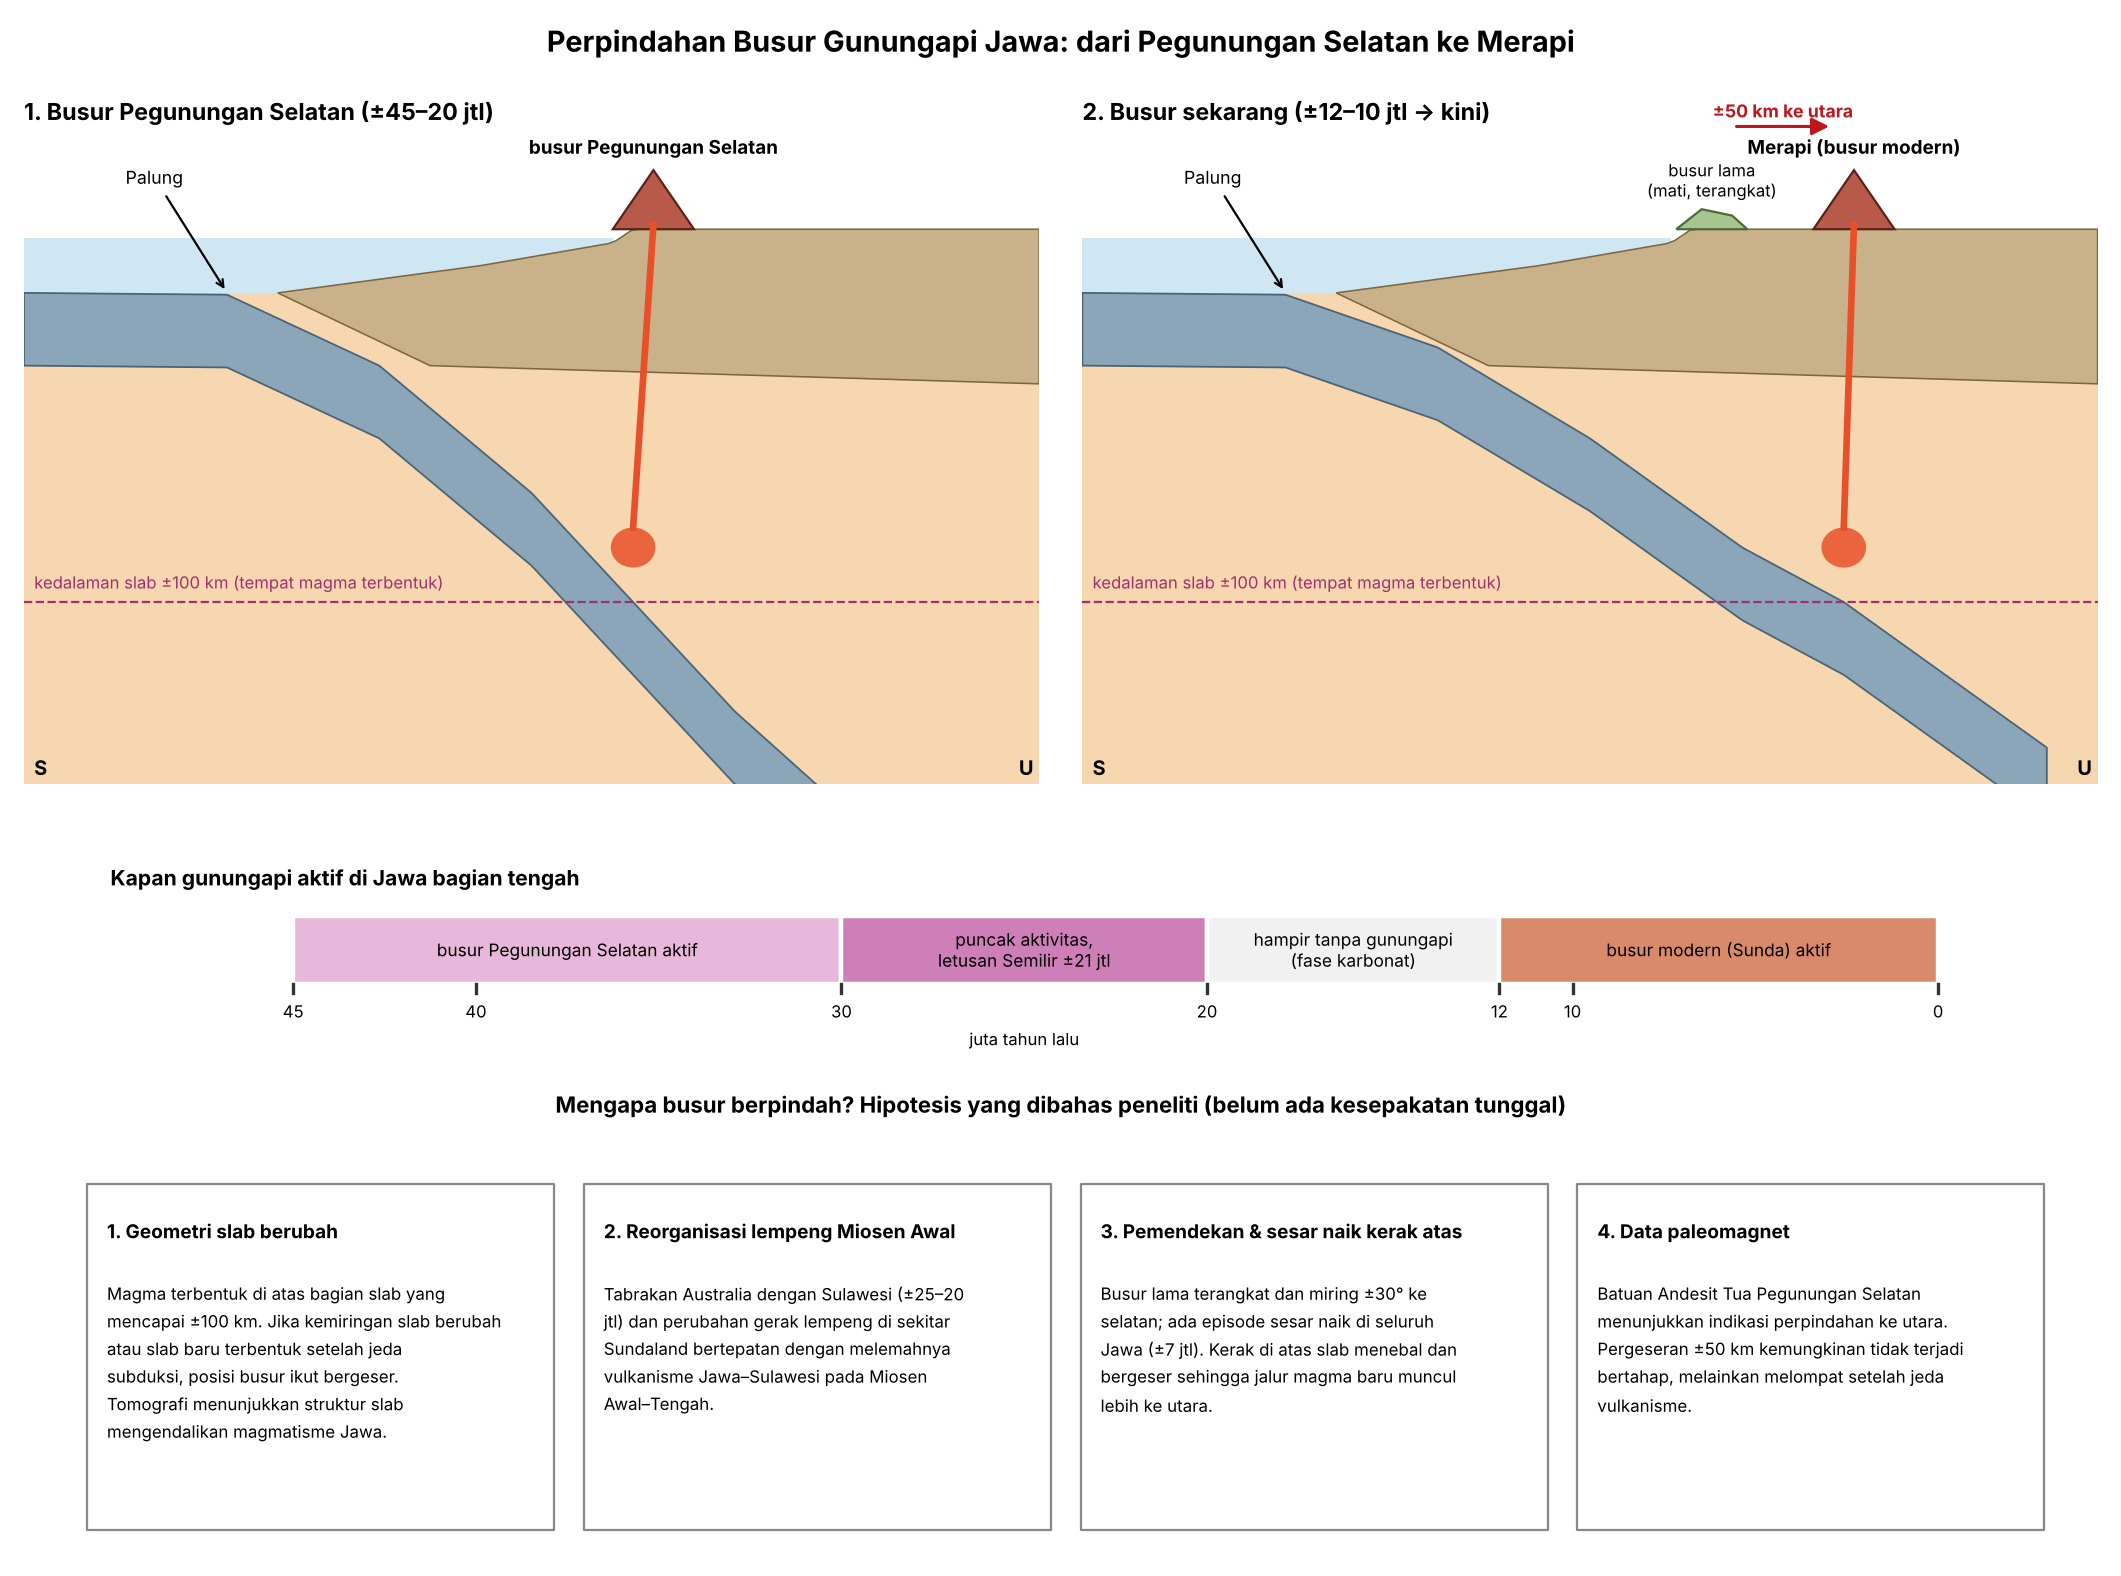 Perpindahan Busur Gunungapi Jawa: dari Pegunungan Selatan ke Merapi
1. Busur Pegunungan Selatan (±45–20 jtl)
busur Pegunungan Selatan
Palung
kedalaman slab ±100 km (tempat magma terbentuk)
S
U
2. Busur sekarang (±12–10 jtl → kini)
±50 km ke utara
Merapi (busur modern)
busur lama
(mati, terangkat)
Palung
kedalaman slab ±100 km (tempat magma terbentuk)
S
U
Kapan gunungapi aktif di Jawa bagian tengah
busur Pegunungan Selatan aktif
puncak aktivitas,
letusan Semilir ±21 jtl
hampir tanpa gunungapi
(fase karbonat)
busur modern (Sunda) aktif
45
40
30
20
12
10
0
juta tahun lalu
Mengapa busur berpindah? Hipotesis yang dibahas peneliti (belum ada kesepakatan tunggal)
1. Geometri slab berubah
Magma terbentuk di atas bagian slab yang
mencapai ±100 km. Jika kemiringan slab berubah
atau slab baru terbentuk setelah jeda
subduksi, posisi busur ikut bergeser.
Tomografi menunjukkan struktur slab
mengendalikan magmatisme Jawa.
2. Reorganisasi lempeng Miosen Awal
Tabrakan Australia dengan Sulawesi (±25–20
jtl) dan perubahan gerak lempeng di sekitar
Sundaland bertepatan dengan melemahnya
vulkanisme Jawa–Sulawesi pada Miosen
Awal–Tengah.
3. Pemendekan & sesar naik kerak atas
Busur lama terangkat dan miring ±30° ke
selatan; ada episode sesar naik di seluruh
Jawa (±7 jtl). Kerak di atas slab menebal dan
bergeser sehingga jalur magma baru muncul
lebih ke utara.
4. Data paleomagnet
Batuan Andesit Tua Pegunungan Selatan
menunjukkan indikasi perpindahan ke utara.
Pergeseran ±50 km kemungkinan tidak terjadi
bertahap, melainkan melompat setelah jeda
vulkanisme.